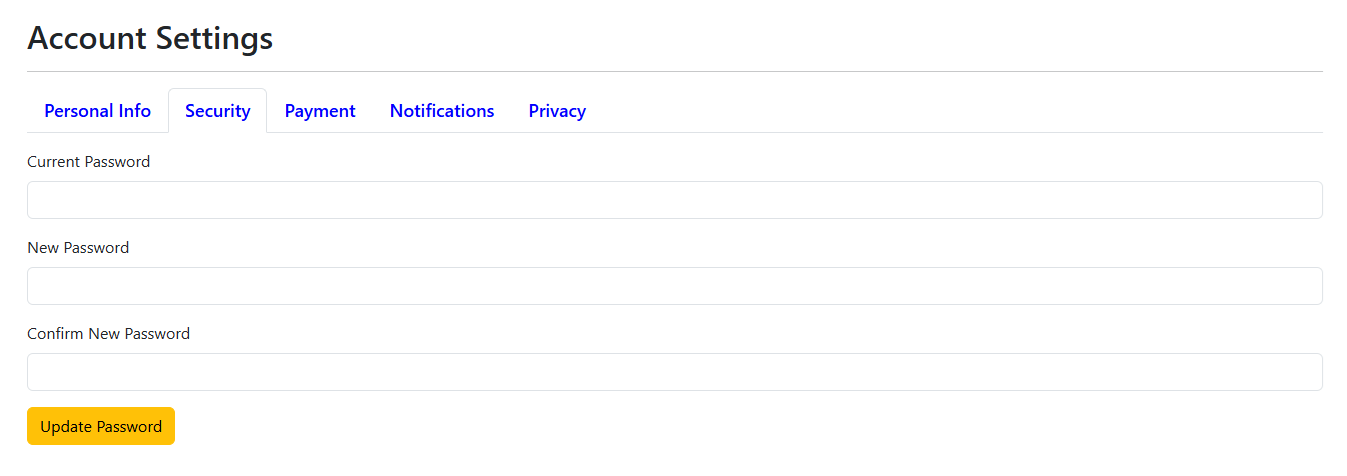 Account Settings
Personal Info Security Payment Notifications Privacy
Current Password
New Password
Confirm New Password
Update Password